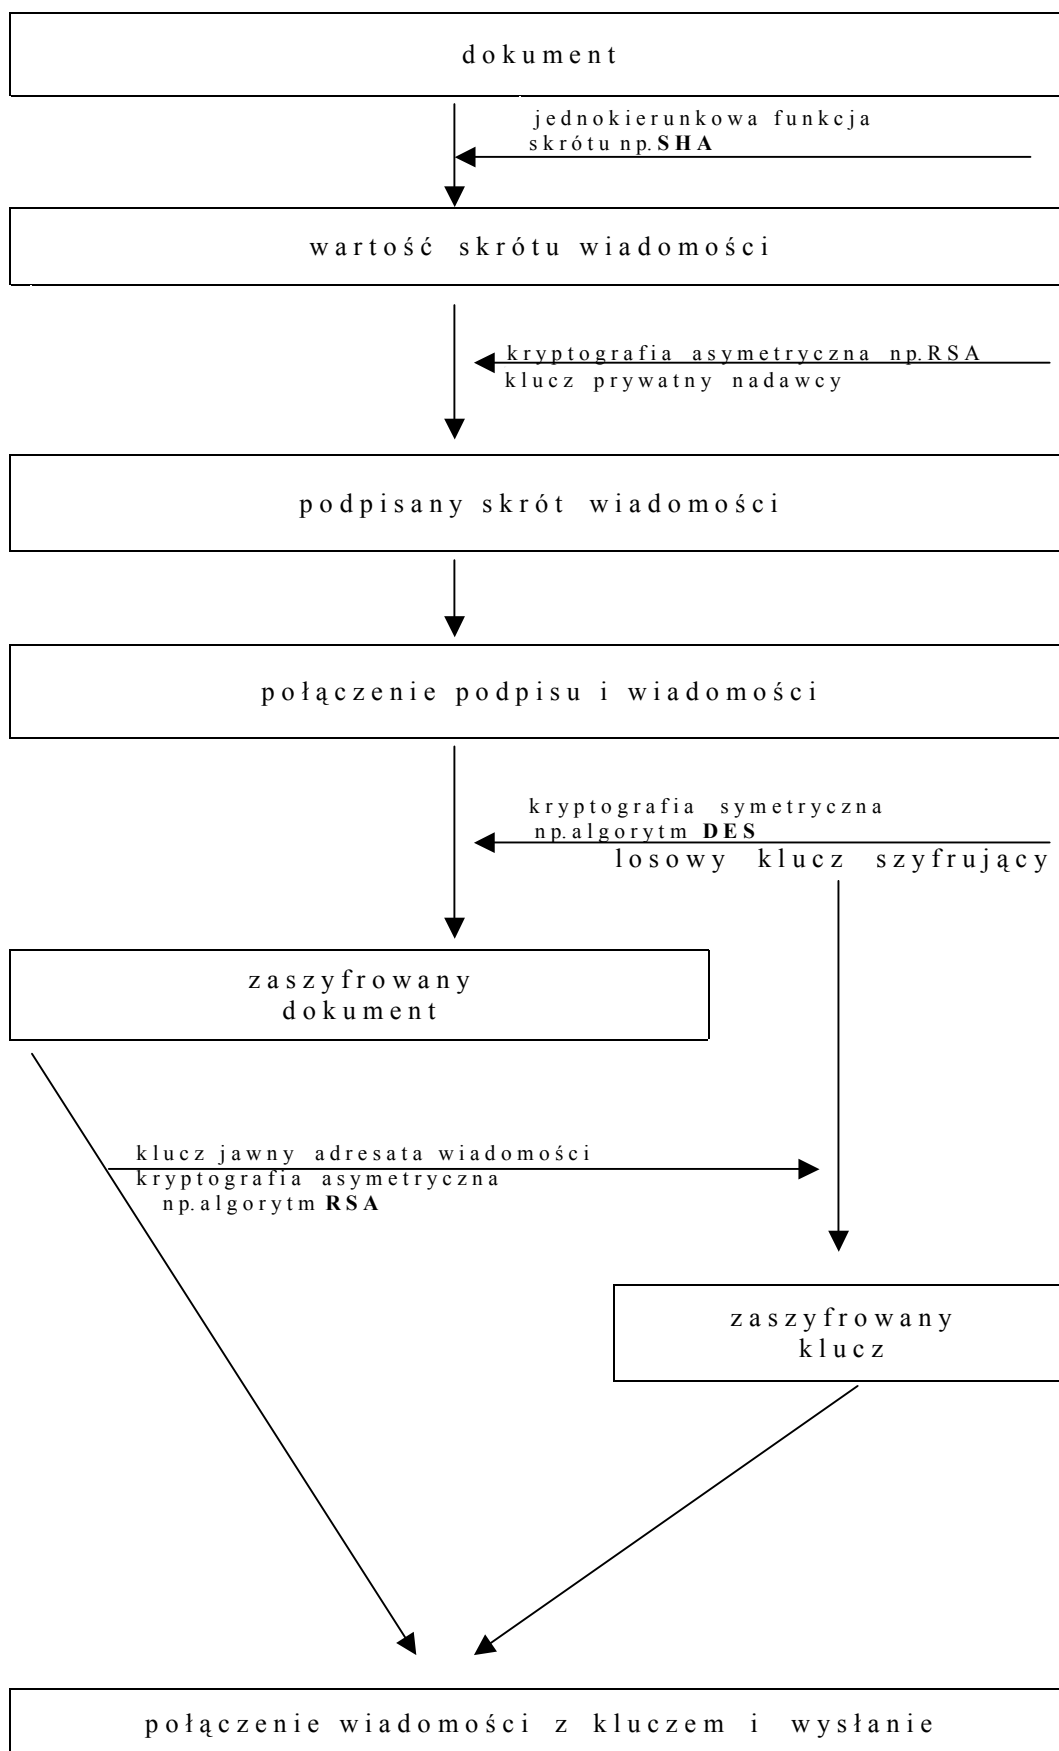 dokument
jednokierunkowa funkcja
skrótu np. SHA
wartość skrótu wiadomości
kryptografia asymetryczna np. RSA
klucz prywatny nadawcy
podpisany skrót wiadomości
połączenie podpisu i wiadomości
kryptografia symetryczna
np. algorytm DES
losowy klucz szyfrujący
zaszyfrowany
dokument
klucz jawny adresata wiadomości
kryptografia asymetryczna
np. algorytm RSA
zaszyfrowany
klucz
połączenie wiadomości z kluczem i wysłanie